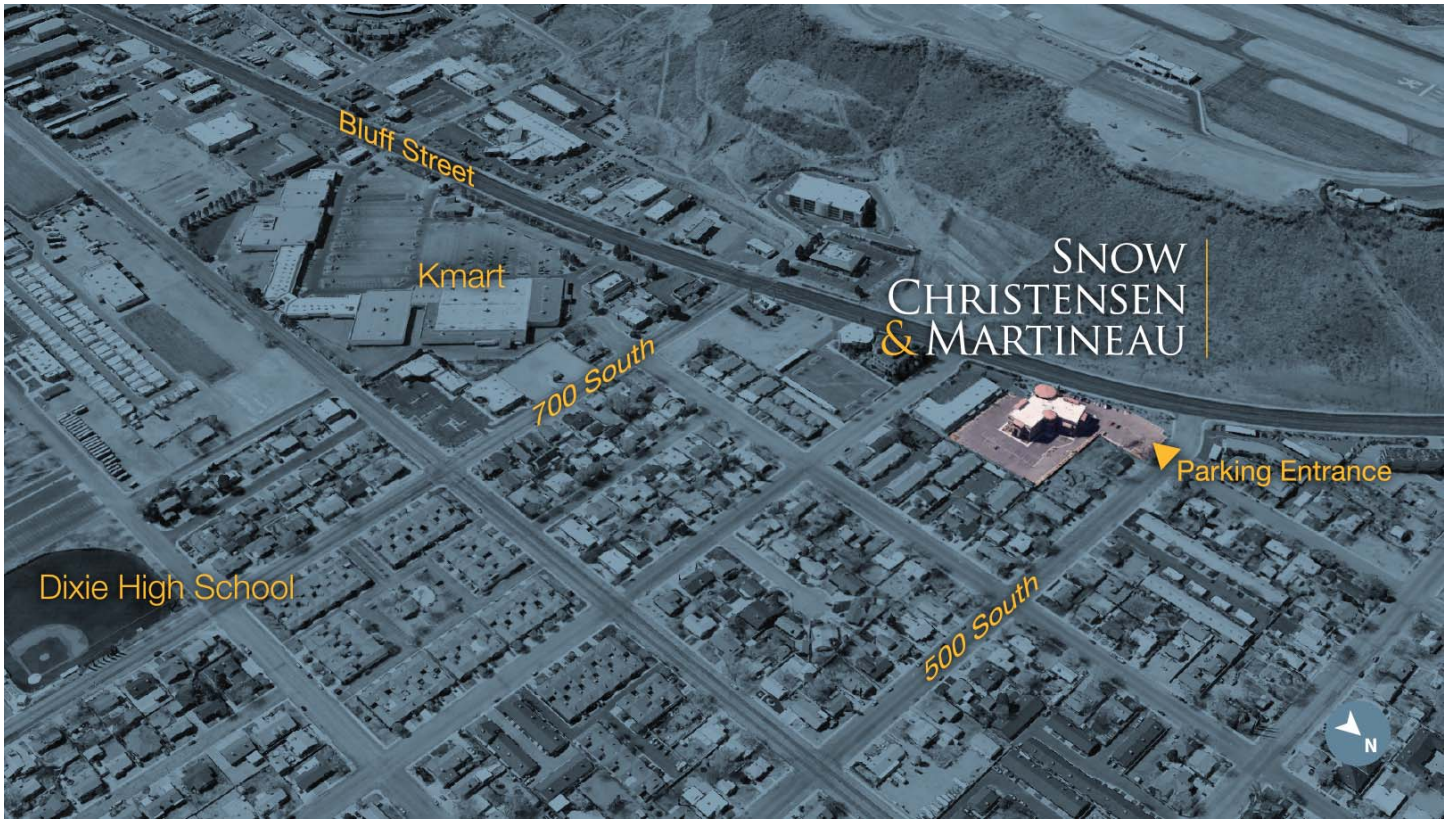 Bluff Street
Kmart
SNOW
CHRISTENSEN
& MARTINEAU
700 South
Parking Entrance
Dixie High School
500 South
N